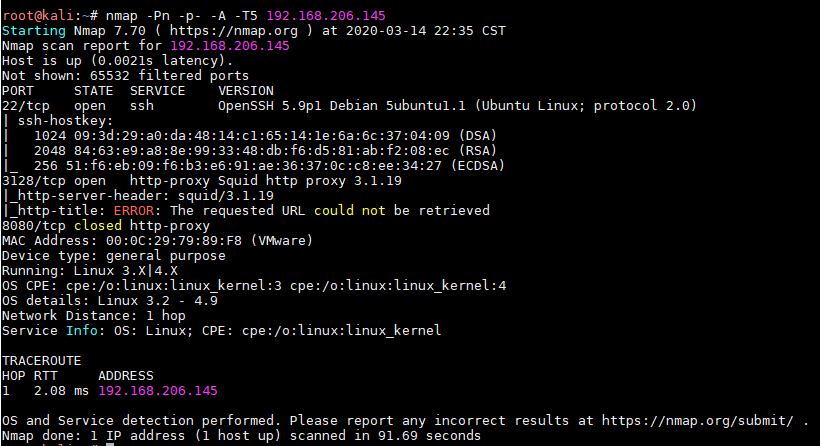 root@kali:~# nmap -Pn -p- -A -T5 192.168.206.145
Starting Nmap 7.70 ( https://nmap.org ) at 2020-03-14 22:35 CST
Nmap scan report for 192.168.206.145
Host is up (0.0021s latency).
Not shown: 65532 filtered ports
PORT     STATE  SERVICE    VERSION
22/tcp   open   ssh        OpenSSH 5.9p1 Debian 5ubuntu1.1 (Ubuntu Linux; protocol 2.0)
| ssh-hostkey:
|   1024 09:3d:29:a0:da:48:14:c1:65:14:1e:6a:6c:37:04:09 (DSA)
|   2048 84:63:e9:a8:8e:99:33:48:db:f6:d5:81:ab:f2:08:ec (RSA)
|_  256 51:f6:eb:09:f6:b3:e6:91:ae:36:37:0c:c8:ee:34:27 (ECDSA)
3128/tcp open   http-proxy Squid http proxy 3.1.19
|_http-server-header: squid/3.1.19
|_http-title: ERROR: The requested URL could not be retrieved
8080/tcp closed http-proxy
MAC Address: 00:0C:29:79:89:F8 (VMware)
Device type: general purpose
Running: Linux 3.X|4.X
OS CPE: cpe:/o:linux:linux_kernel:3 cpe:/o:linux:linux_kernel:4
OS details: Linux 3.2 - 4.9
Network Distance: 1 hop
Service Info: OS: Linux; CPE: cpe:/o:linux:linux_kernel
TRACEROUTE
HOP RTT     ADDRESS
1   2.08 ms 192.168.206.145
OS and Service detection performed. Please report any incorrect results at https://nmap.org/submit/ .
Nmap done: 1 IP address (1 host up) scanned in 91.69 seconds